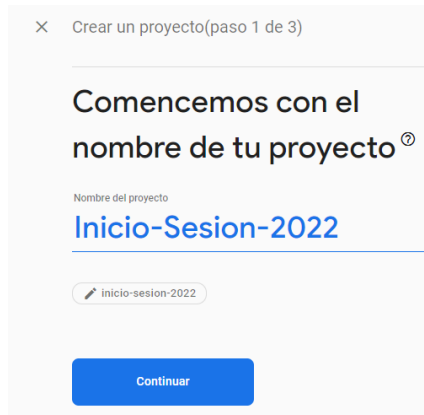 Crear un proyecto(paso 1 de 3)
Comencemos con el
nombre de tu proyecto
Nombre del proyecto
Inicio-Sesion-2022
inicio-sesion-2022
Continuar